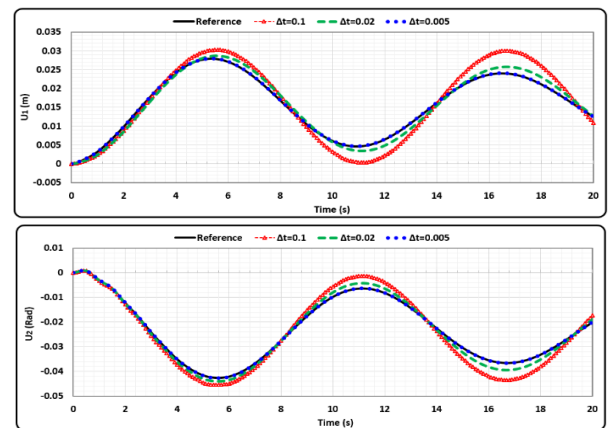 Reference Δt=0.1 Δt=0.02 Δt=0.005
0.035
0.03
0.025
0.02
0.015
0.01
0.005
0
-0.005
U1 (m)
0 2 4 6 8 10 12 14 16 18 20
Time (s)
Reference Δt=0.1 Δt=0.02 Δt=0.005
0.01
0
-0.01
-0.02
-0.03
-0.04
-0.05
U2 (Rad)
0 2 4 6 8 10 12 14 16 18 20
Time (s)